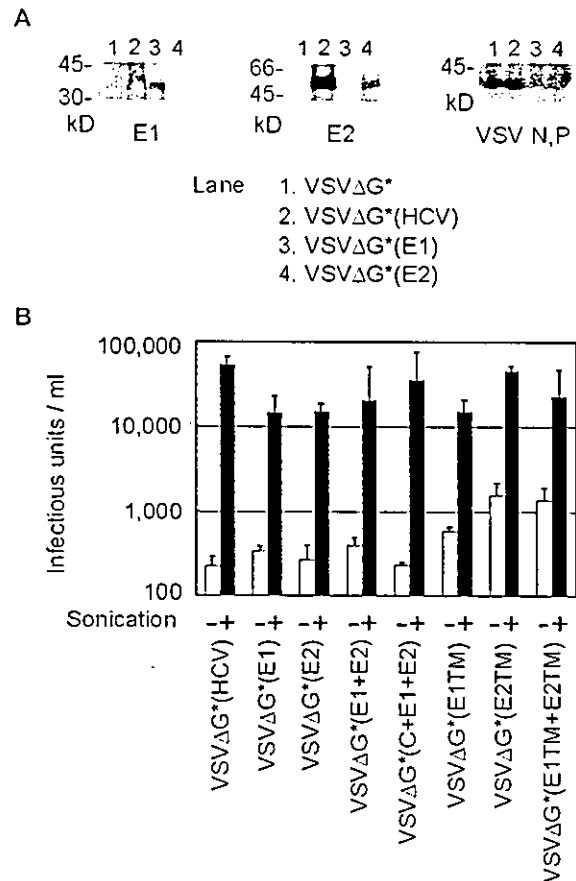 A
1 2 3 4
45-
30-
kD
E1
1 2 3 4
66-
45-
kD
E2
1 2 3 4
45-
kD
VSV N,P
Lane 1. VSVΔG*
2. VSVΔG*(HCV)
3. VSVΔG*(E1)
4. VSVΔG*(E2)
B
Infectious units / ml
100,000
10,000
1,000
100
Sonication - + - + - + - + - + - + - + - +
VSVΔG*(HCV)
VSVΔG*(E1)
VSVΔG*(E2)
VSVΔG*(E1+E2)
VSVΔG*(C+E1+E2)
VSVΔG*(E1TM)
VSVΔG*(E2TM)
VSVΔG*(E1TM+E2TM)